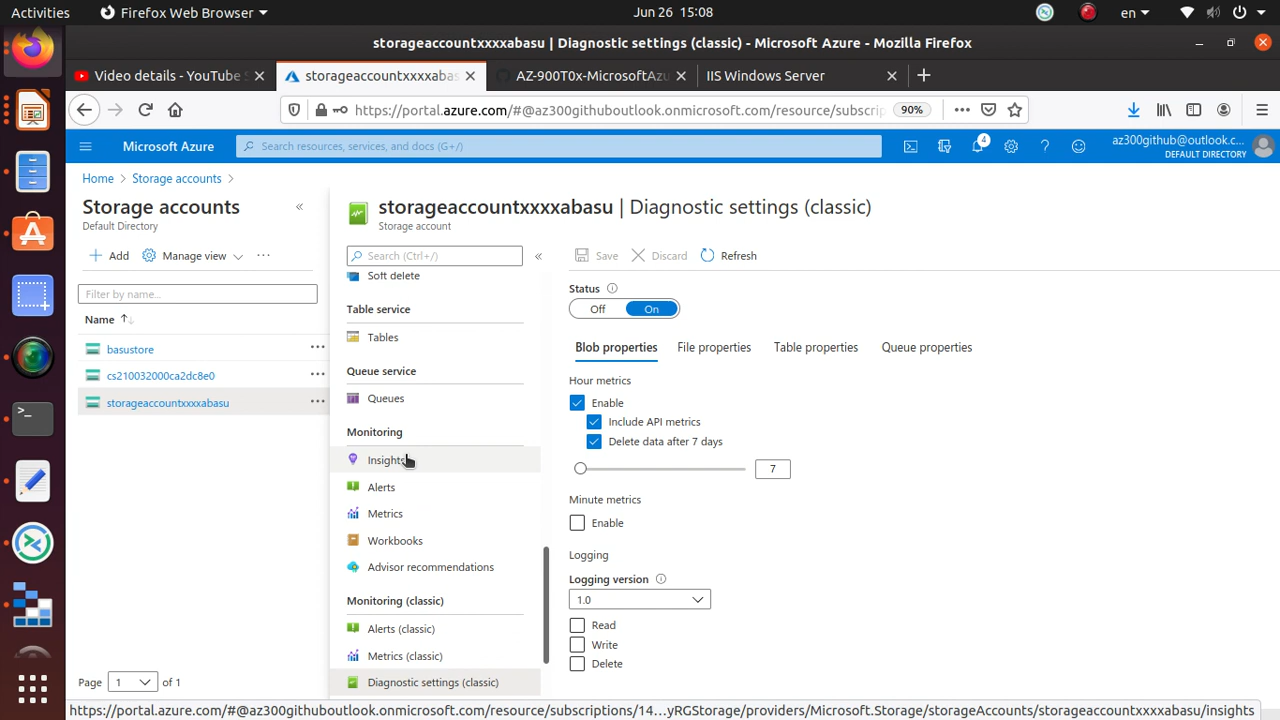 Activities
Firefox Web Browser
Jun 26 15:08
en
storageaccountxxxxabasu | Diagnostic settings (classic) - Microsoft Azure - Mozilla Firefox
Video details - YouTube S
storageaccountxxxxabas
AZ-900T0x-MicrosoftAzu
IIS Windows Server
https://portal.azure.com/#@az300githuboutlook.onmicrosoft.com/resource/subscrip
90%
Microsoft Azure
Search resources, services, and docs (G+/)
4
az300github@outlook.c...
DEFAULT DIRECTORY
Home
Storage accounts
Storage accounts
Default Directory
Add
Manage view
Filter by name...
Name
basustore
cs210032000ca2dc8e0
storageaccountxxxxabasu
Page
1
of 1
storageaccountxxxxabasu | Diagnostic settings (classic)
Storage account
Search (Ctrl+/)
Soft delete
Table service
Tables
Queue service
Queues
Monitoring
Insights
Alerts
Metrics
Workbooks
Advisor recommendations
Monitoring (classic)
Alerts (classic)
Metrics (classic)
Diagnostic settings (classic)
Save
Discard
Refresh
Status
Off
On
Blob properties
File properties
Table properties
Queue properties
Hour metrics
Enable
Include API metrics
Delete data after 7 days
7
Minute metrics
Enable
Logging
Logging version
1.0
Read
Write
Delete
https://portal.azure.com/#@az300githuboutlook.onmicrosoft.com/resource/subscriptions/14…yRGStorage/providers/Microsoft.Storage/storageAccounts/storageaccountxxxxabasu/insights